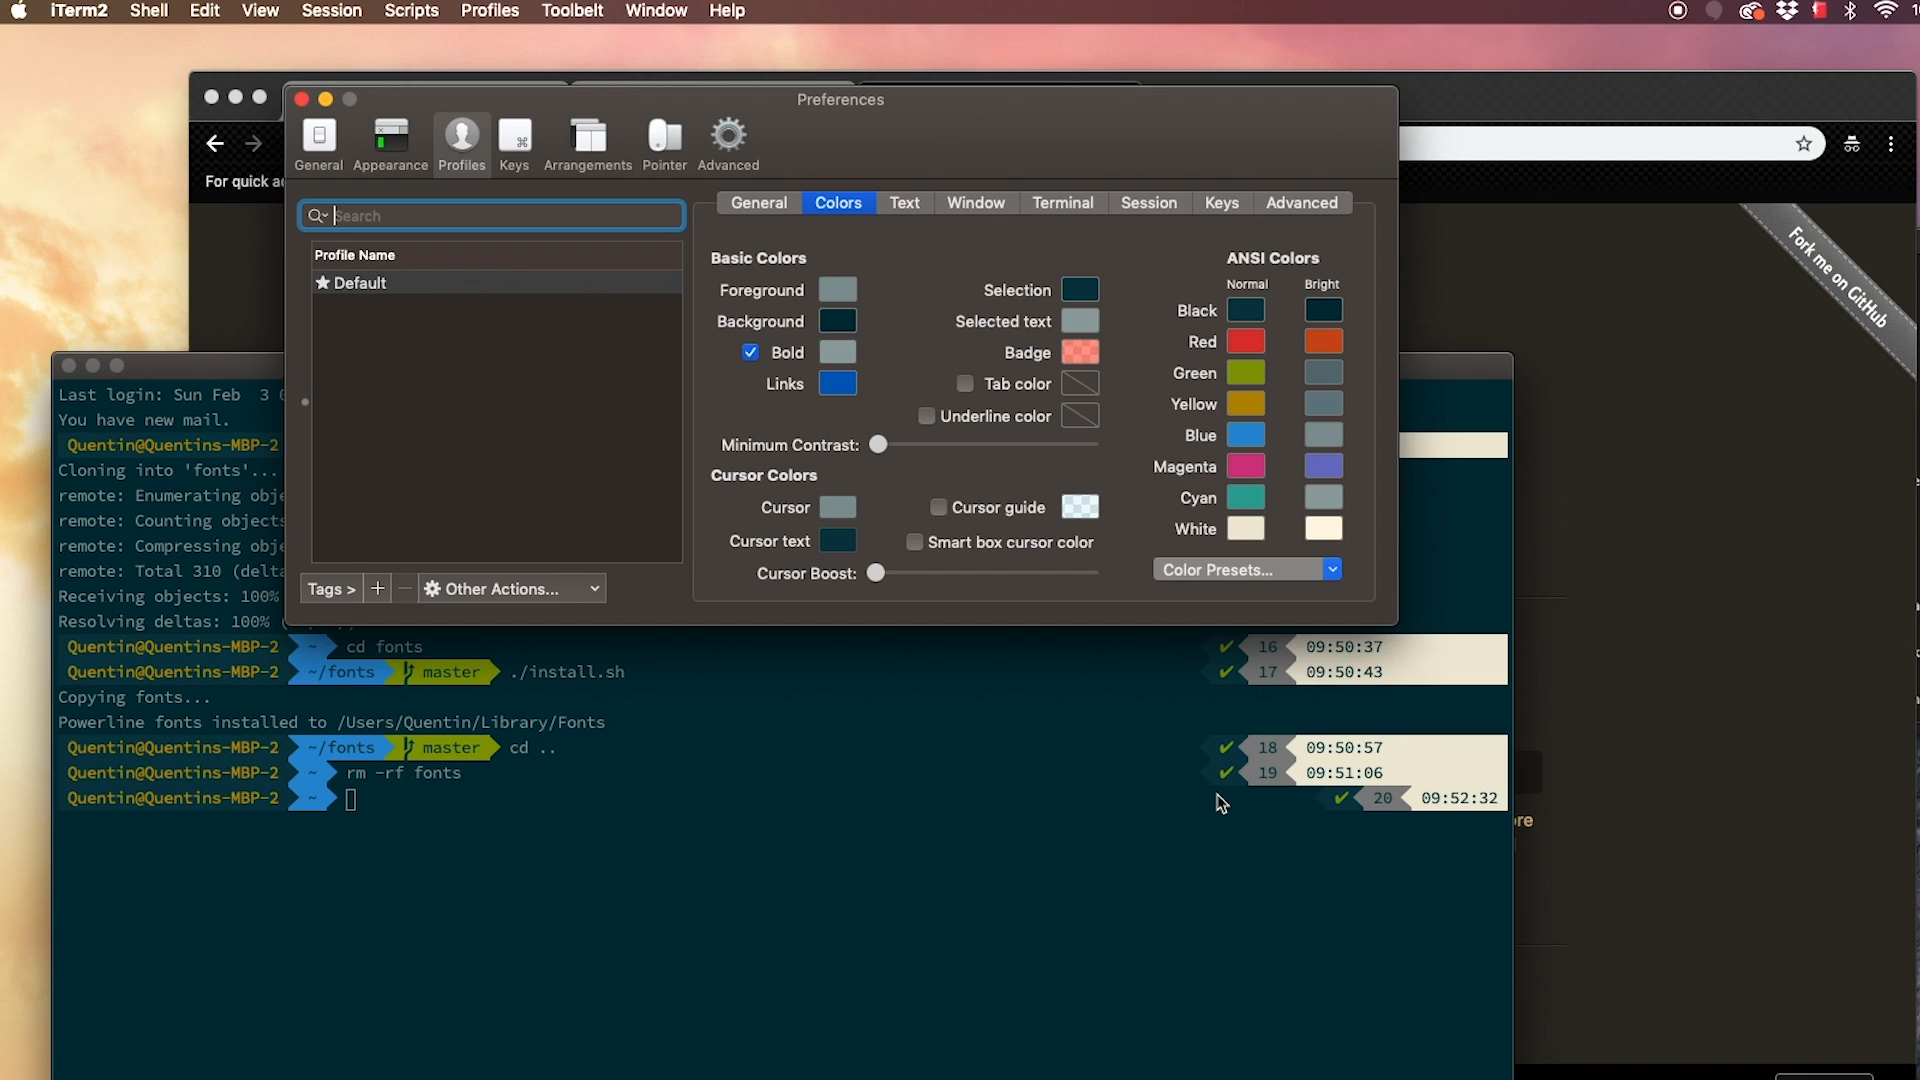 iTerm2 Shell Edit View Session Scripts Profiles Toolbelt Window Help
Preferences
General Appearance Profiles Keys Arrangements Pointer Advanced
For quick ac
Search
Profile Name
Default
Tags > + − Other Actions...
General Colors Text Window Terminal Session Keys Advanced
Basic Colors
Foreground
Background
Bold
Links
Selection
Selected text
Badge
Tab color
Underline color
Minimum Contrast:
Cursor Colors
Cursor
Cursor text
Cursor guide
Smart box cursor color
Cursor Boost:
ANSI Colors
Normal Bright
Black
Red
Green
Yellow
Blue
Magenta
Cyan
White
Color Presets...
Fork me on GitHub
Last login: Sun Feb 3
You have new mail.
Quentin@Quentins-MBP-2
Cloning into 'fonts'...
remote: Enumerating obje
remote: Counting objects
remote: Compressing obje
remote: Total 310 (delta
Receiving objects: 100%
Resolving deltas: 100% (
Quentin@Quentins-MBP-2 ~ cd fonts ✔ 16 09:50:37
Quentin@Quentins-MBP-2 ~/fonts master ./install.sh ✔ 17 09:50:43
Copying fonts...
Powerline fonts installed to /Users/Quentin/Library/Fonts
Quentin@Quentins-MBP-2 ~/fonts master cd .. ✔ 18 09:50:57
Quentin@Quentins-MBP-2 ~ rm -rf fonts ✔ 19 09:51:06
Quentin@Quentins-MBP-2 ~ ✔ 20 09:52:32
re